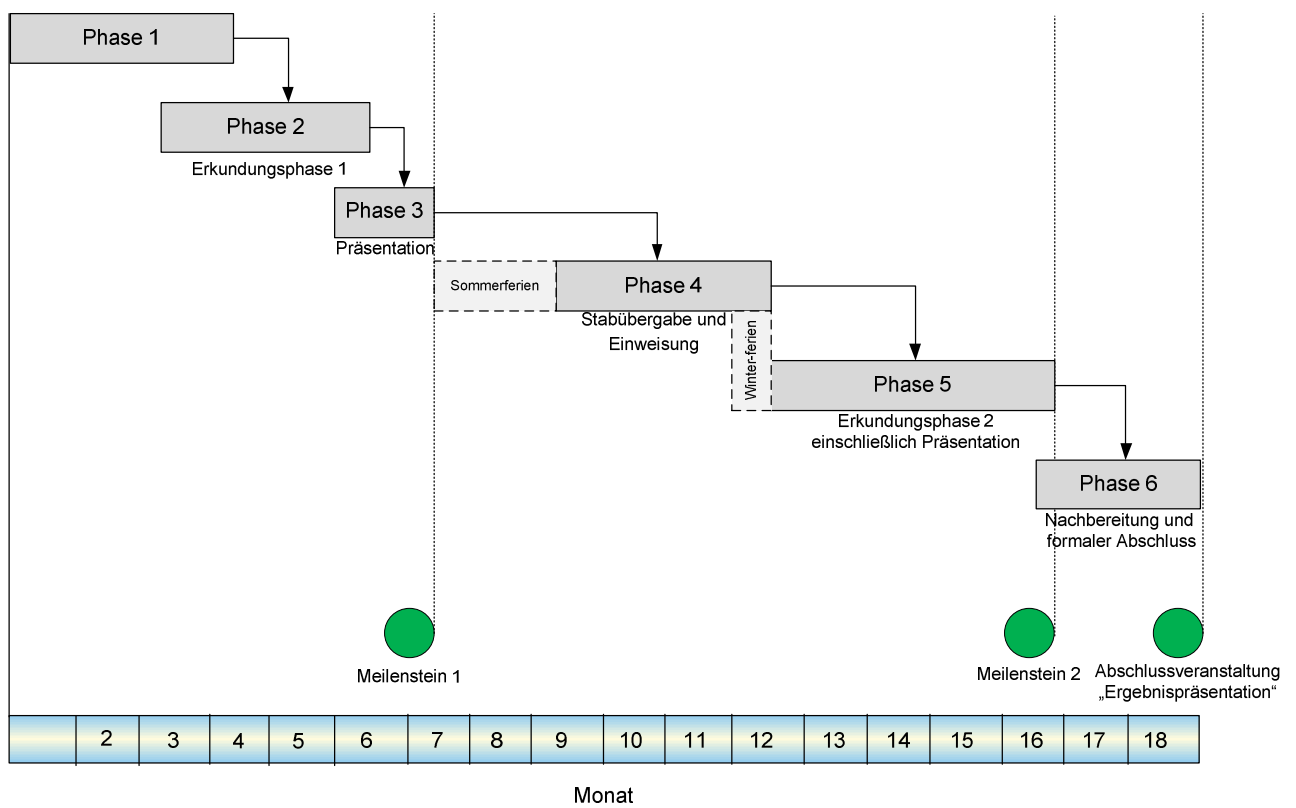 Phase 1
Phase 2
Erkundungsphase 1
Phase 3
Präsentation
Sommerferien
Phase 4
Stabübergabe und
Einweisung
Winter-ferien
Phase 5
Erkundungsphase 2
einschließlich Präsentation
Phase 6
Nachbereitung und
formaler Abschluss
Meilenstein 1
Meilenstein 2
Abschlussveranstaltung
„Ergebnispräsentation“
2 3 4 5 6 7 8 9 10 11 12 13 14 15 16 17 18
Monat